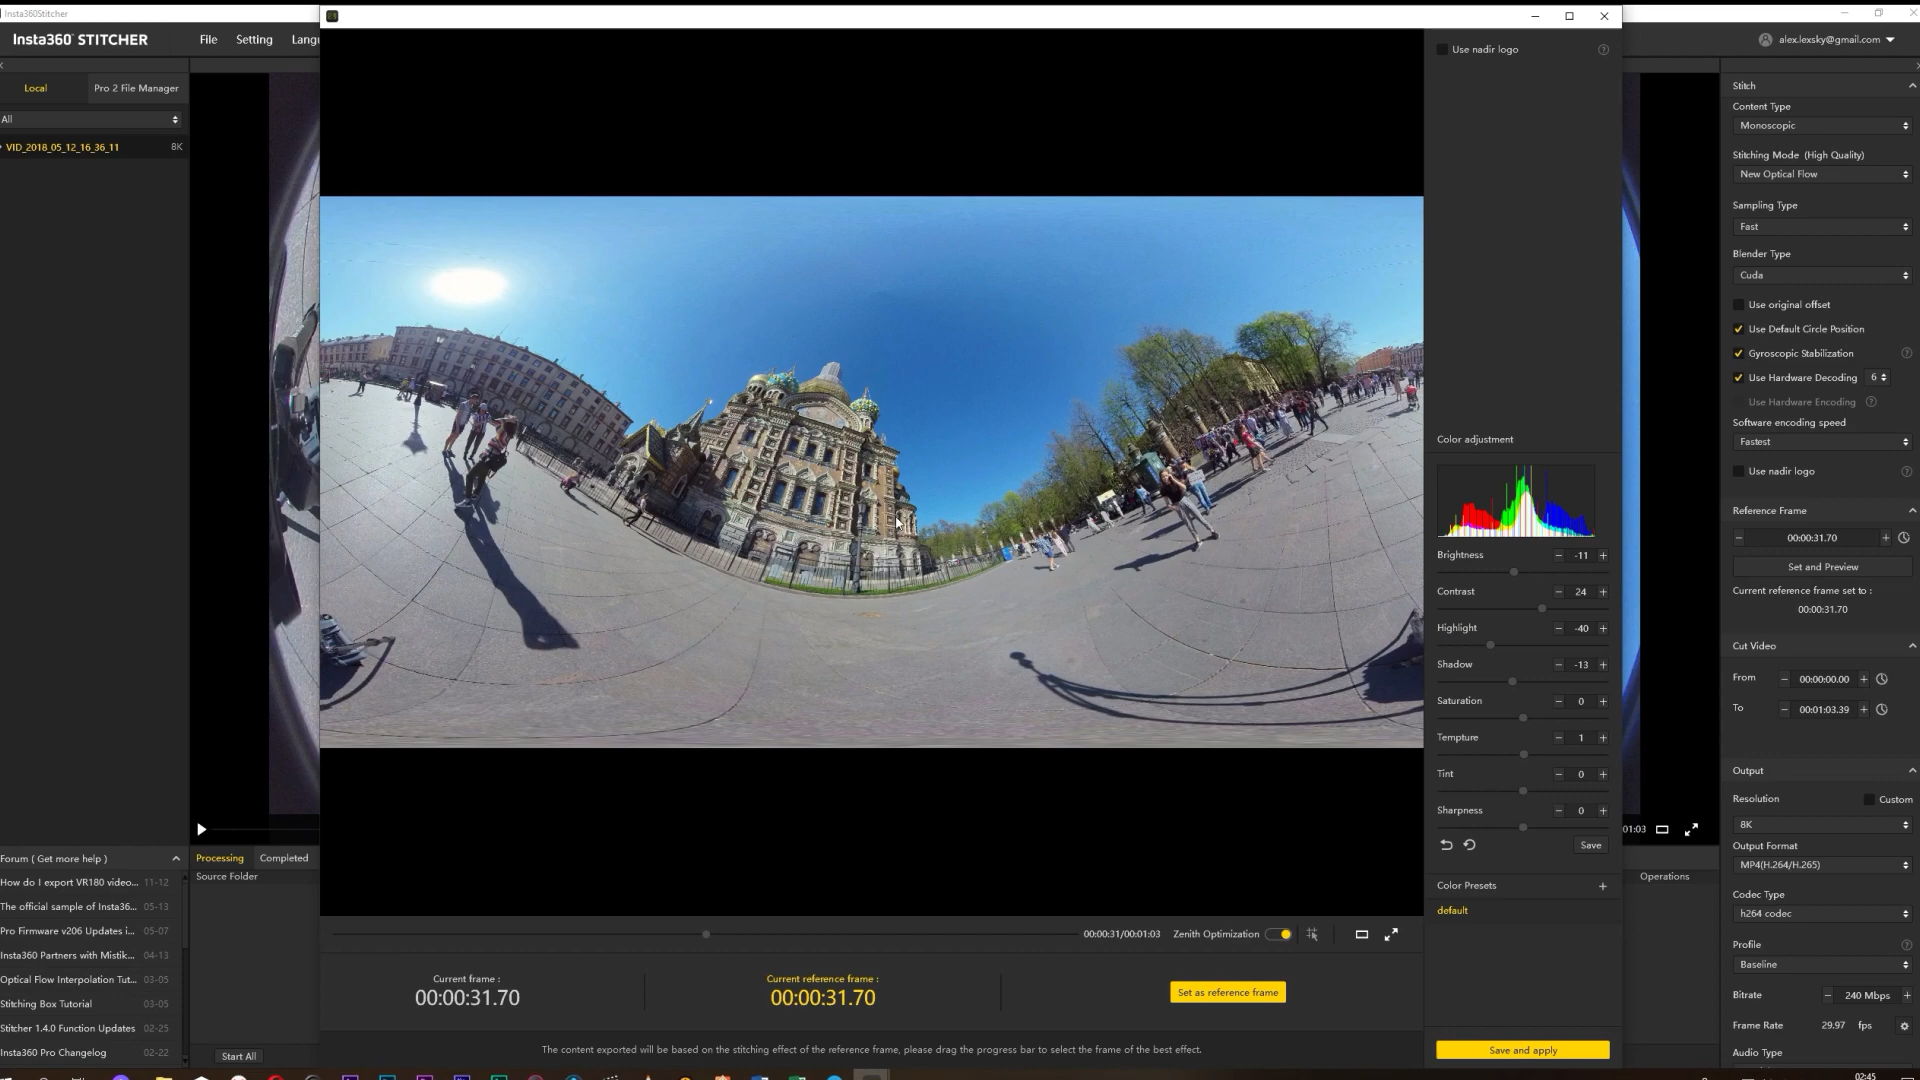 Insta360Stitcher
Insta360 STITCHER
File
Setting
Langu
alex.lexsky@gmail.com
Local
Pro 2 File Manager
All
VID_2018_05_12_16_36_11
8K
Forum ( Get more help )
How do I export VR180 video... 11-12
The official sample of Insta36... 05-13
Pro Firmware v206 Updates i... 05-07
Insta360 Partners with Mistik... 04-13
Optical Flow Interpolation Tut... 03-05
Stitching Box Tutorial 03-05
Stitcher 1.4.0 Function Updates 02-25
Insta360 Pro Changelog 02-22
Processing
Completed
Source Folder
Start All
00:00:31/00:01:03
Zenith Optimization
Current frame :
00:00:31.70
Current reference frame :
00:00:31.70
Set as reference frame
The content exported will be based on the stitching effect of the reference frame, please drag the progress bar to select the frame of the best effect.
Use nadir logo
Color adjustment
Brightness - -11 +
Contrast - 24 +
Highlight - -40 +
Shadow - -13 +
Saturation - 0 +
Tempture - 1 +
Tint - 0 +
Sharpness - 0 +
Save
Color Presets +
default
Save and apply
01:03
Operations
Stitch
Content Type
Monoscopic
Stitching Mode (High Quality)
New Optical Flow
Sampling Type
Fast
Blender Type
Cuda
Use original offset
Use Default Circle Position
Gyroscopic Stabilization
Use Hardware Decoding 6
Use Hardware Encoding
Software encoding speed
Fastest
Use nadir logo
Reference Frame
- 00:00:31.70 +
Set and Preview
Current reference frame set to :
00:00:31.70
Cut Video
From - 00:00:00.00 +
To - 00:01:03.39 +
Output
Resolution
Custom
8K
Output Format
MP4(H.264/H.265)
Codec Type
h264 codec
Profile
Baseline
Bitrate - 240 Mbps +
Frame Rate 29.97 fps
Audio Type
02:45